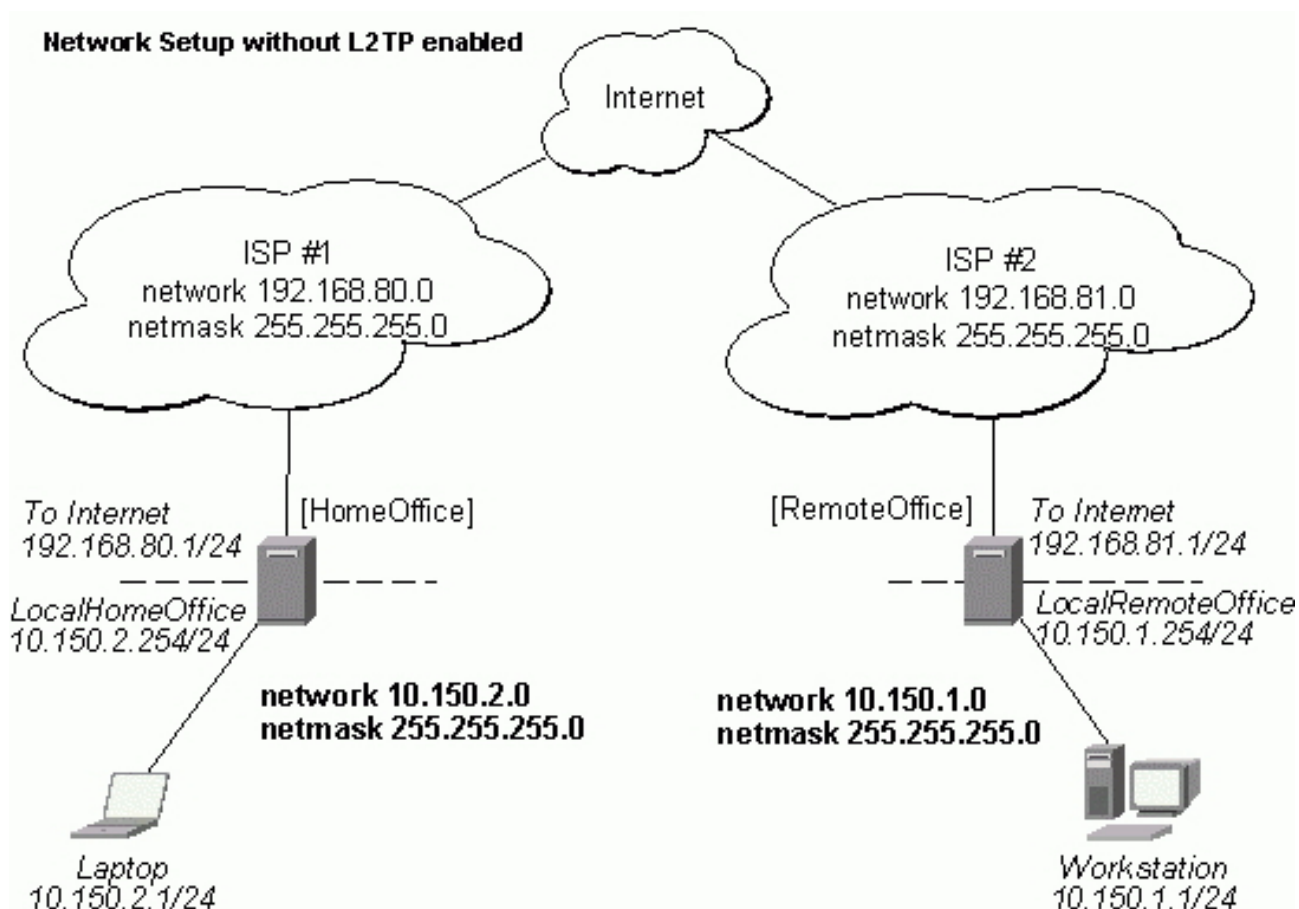 Network Setup without L2TP enabled
Internet
ISP #1
network 192.168.80.0
netmask 255.255.255.0
ISP #2
network 192.168.81.0
netmask 255.255.255.0
To Internet
192.168.80.1/24
[HomeOffice]
[RemoteOffice]
To Internet
192.168.81.1/24
LocalHomeOffice
10.150.2.254/24
LocalRemoteOffice
10.150.1.254/24
network 10.150.2.0
netmask 255.255.255.0
network 10.150.1.0
netmask 255.255.255.0
Laptop
10.150.2.1/24
Workstation
10.150.1.1/24